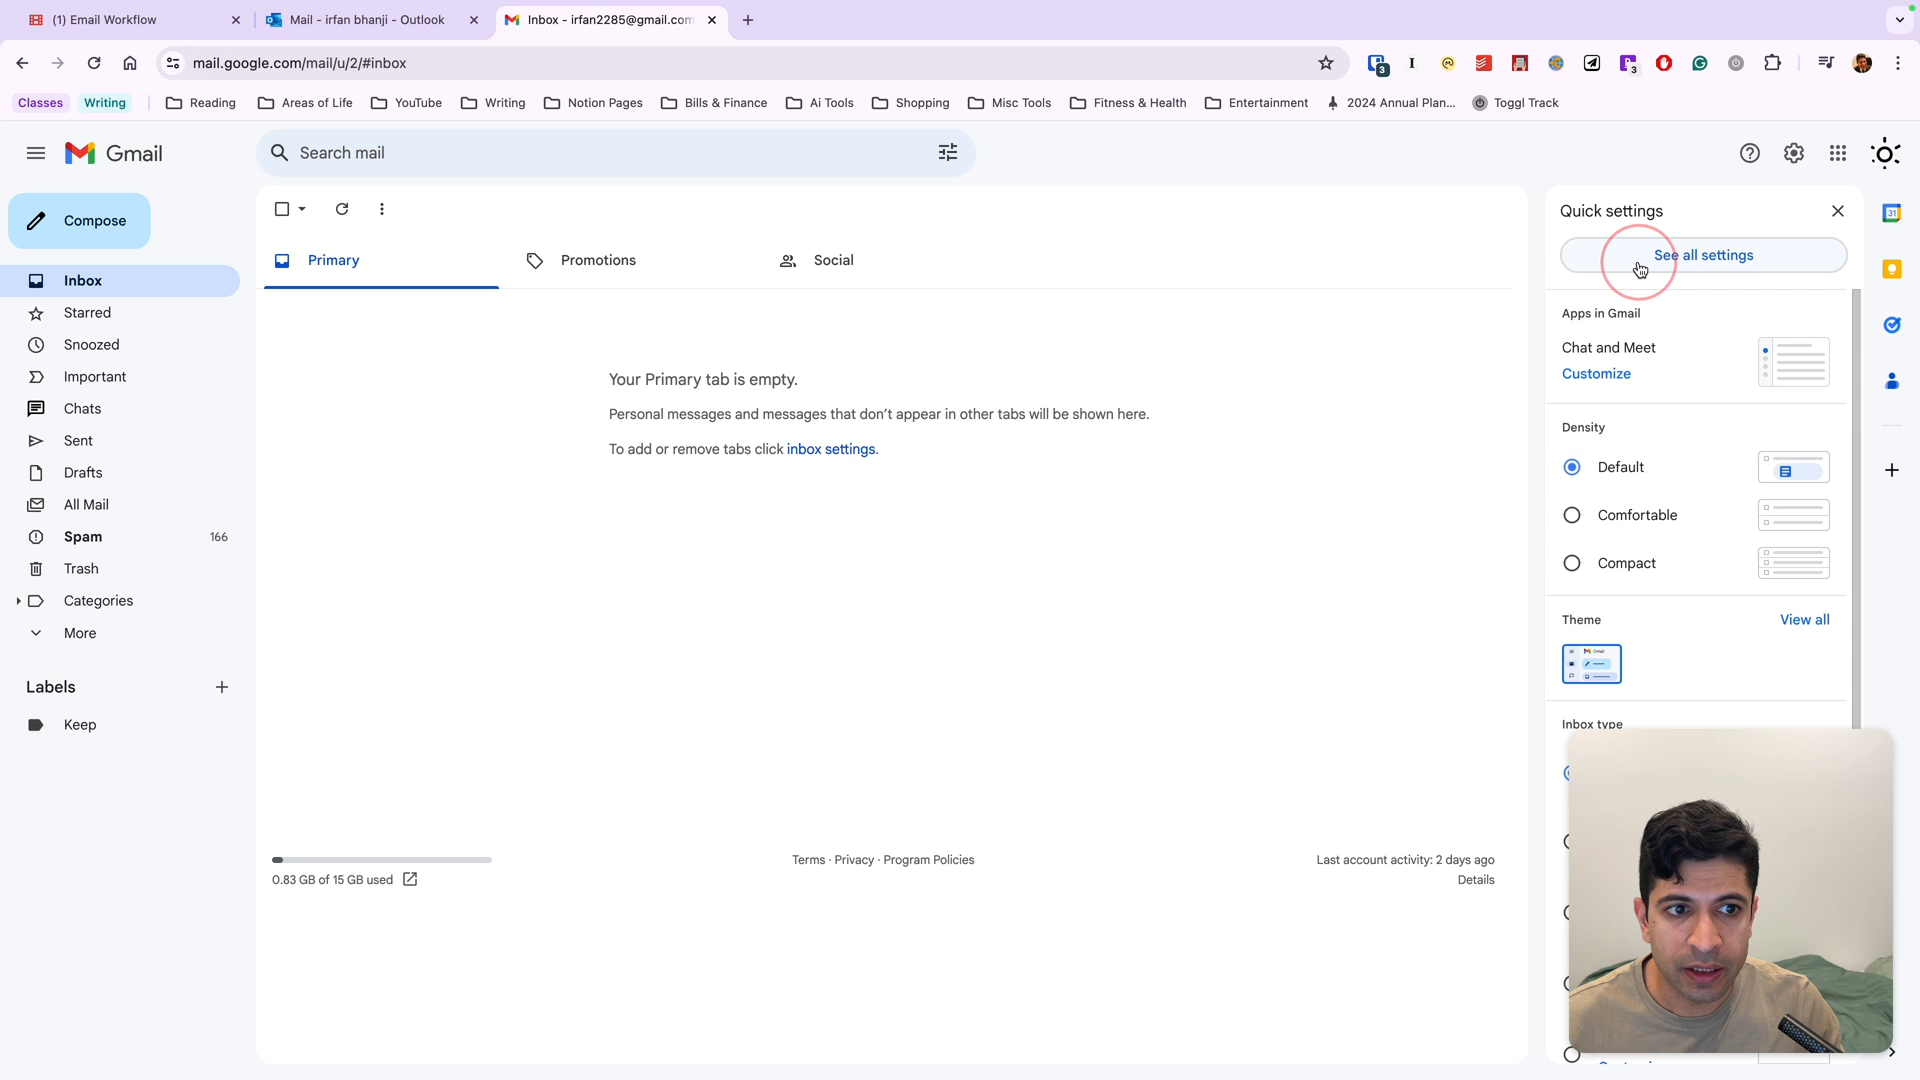 (1) Email Workflow
Mail - irfan bhanji - Outlook
Inbox - irfan2285@gmail.com
mail.google.com/mail/u/2/#inbox
3
3
Classes
Writing
Reading
Areas of Life
YouTube
Writing
Notion Pages
Bills & Finance
Ai Tools
Shopping
Misc Tools
Fitness & Health
Entertainment
2024 Annual Plan...
Toggl Track
Gmail
Search mail
Compose
Inbox
Starred
Snoozed
Important
Chats
Sent
Drafts
All Mail
Spam 166
Trash
Categories
More
Labels
Keep
Primary
Promotions
Social
Your Primary tab is empty.
Personal messages and messages that don't appear in other tabs will be shown here.
To add or remove tabs click inbox settings.
0.83 GB of 15 GB used
Terms · Privacy · Program Policies
Last account activity: 2 days ago
Details
Quick settings
See all settings
Apps in Gmail
Chat and Meet
Customize
Density
Default
Comfortable
Compact
Theme
View all
Gmail
Inbox type
31